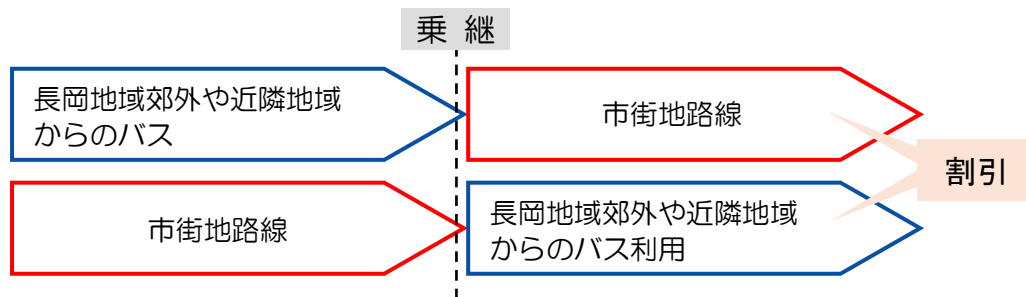 乗継
長岡地域郊外や近隣地域
からのバス
市街地路線
割引
市街地路線
長岡地域郊外や近隣地域
からのバス利用